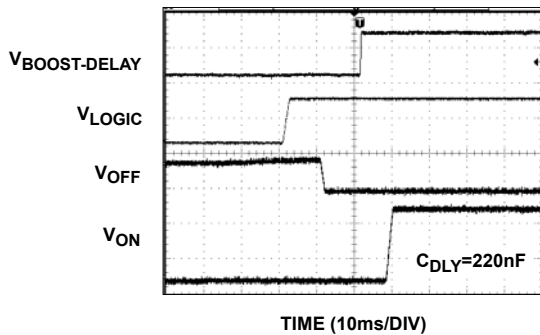 VBOOST-DELAY
VLOGIC
VOFF
VON
CDLY=220nF
TIME (10ms/DIV)